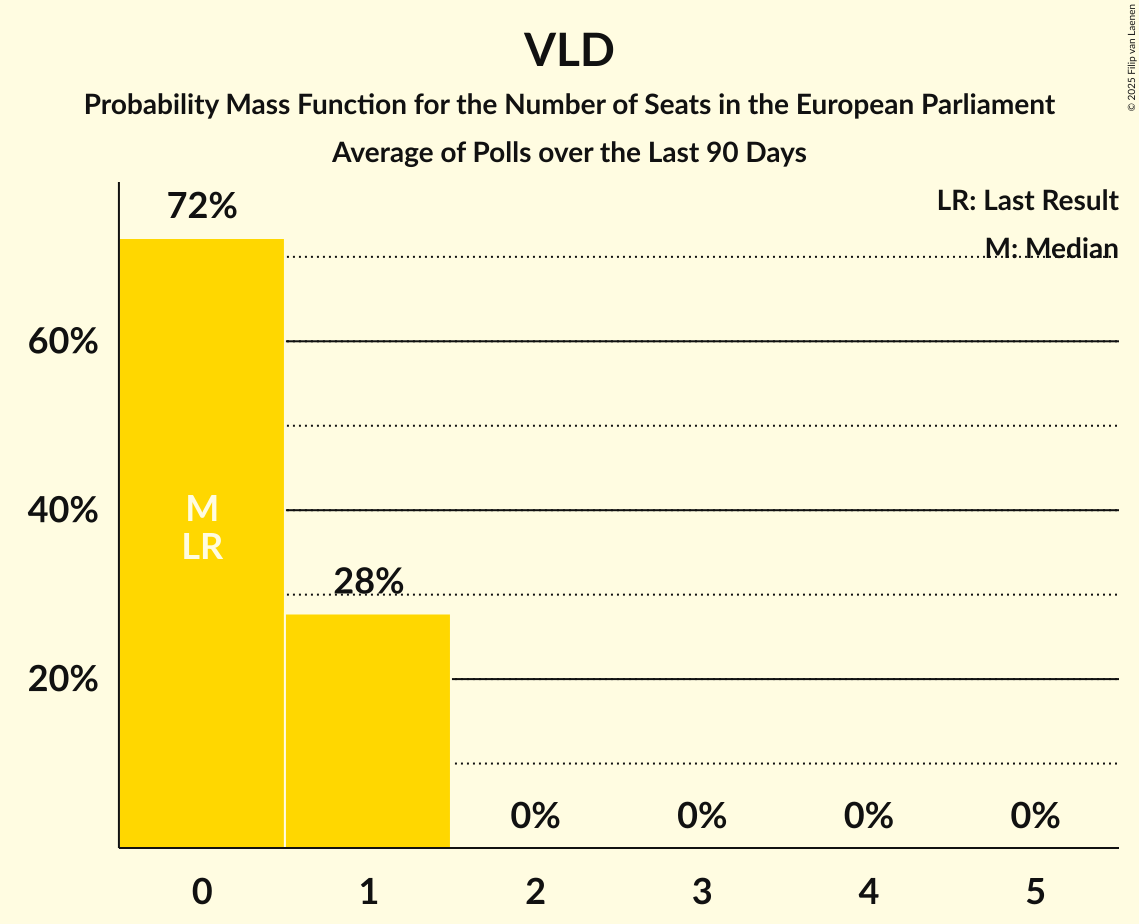 VLD
Probability Mass Function for the Number of Seats in the European Parliament
Average of Polls over the Last 90 Days
© 2025 Filip van Laenen
LR: Last Result
M: Median
72%
60%
40%
20%
M
LR
28%
0%
0%
0%
0%
0
1
2
3
4
5